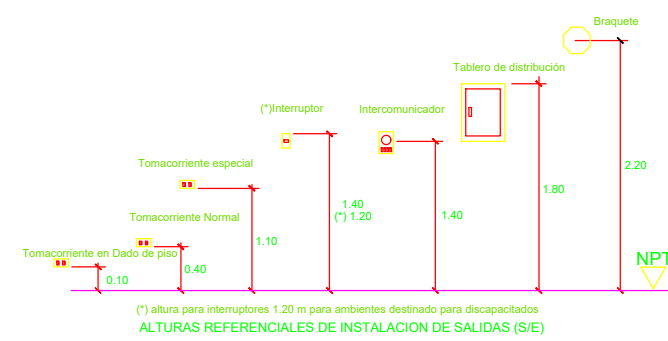 Braquete
Tablero de distribución
(*)Interruptor
Intercomunicador
Tomacorriente especial
2.20
1.80
1.40
(*) 1.20
1.40
Tomacorriente Normal
1.10
Tomacorriente en Dado de piso
0.40
0.10
NPT
(*) altura para interruptores 1.20 m para ambientes destinado para discapacitados
ALTURAS REFERENCIALES DE INSTALACION DE SALIDAS (S/E)